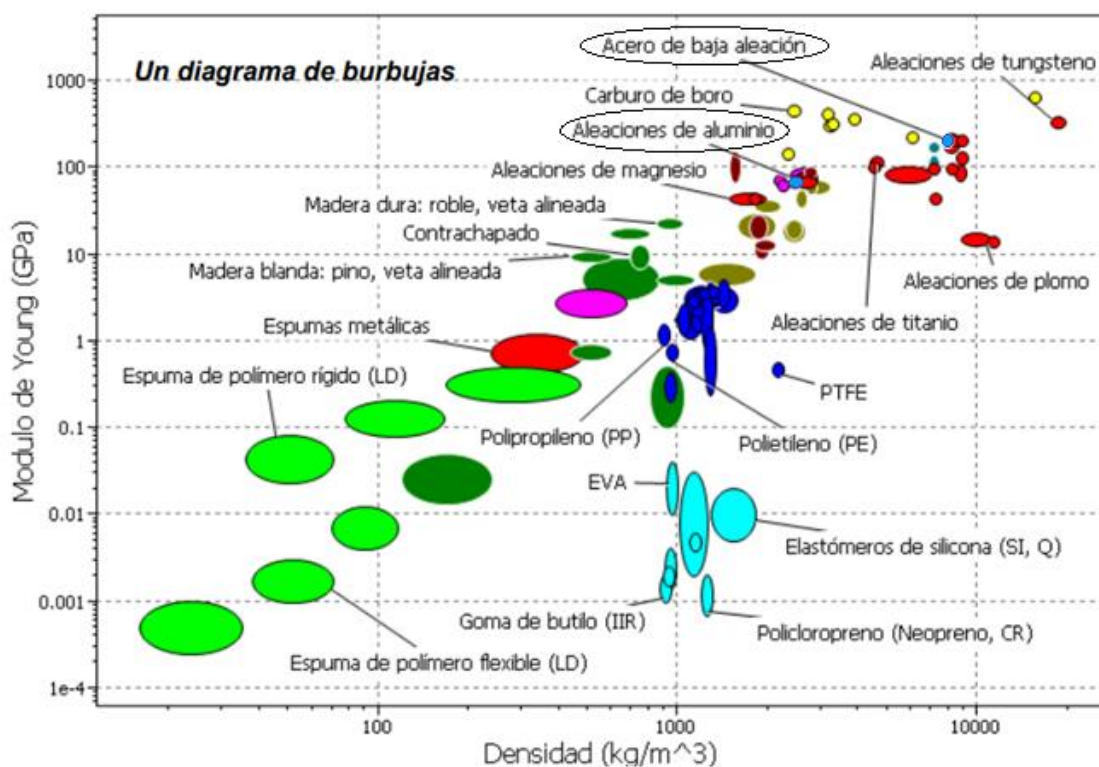 Un diagrama de burbujas
Acero de baja aleación
Aleaciones de tungsteno
Carburo de boro
Aleaciones de aluminio
Aleaciones de magnesio
Madera dura: roble, veta alineada
Contrachapado
Madera blanda: pino, veta alineada
Aleaciones de plomo
Espumas metálicas
Aleaciones de titanio
Espuma de polímero rígido (LD)
PTFE
Polipropileno (PP)
Polietileno (PE)
EVA
Elastómeros de silicona (SI, Q)
Goma de butilo (IIR)
Policloropreno (Neopreno, CR)
Espuma de polímero flexible (LD)
Modulo de Young (GPa)
1000
100
10
1
0.1
0.01
0.001
1e-4
100
1000
10000
Densidad (kg/m^3)